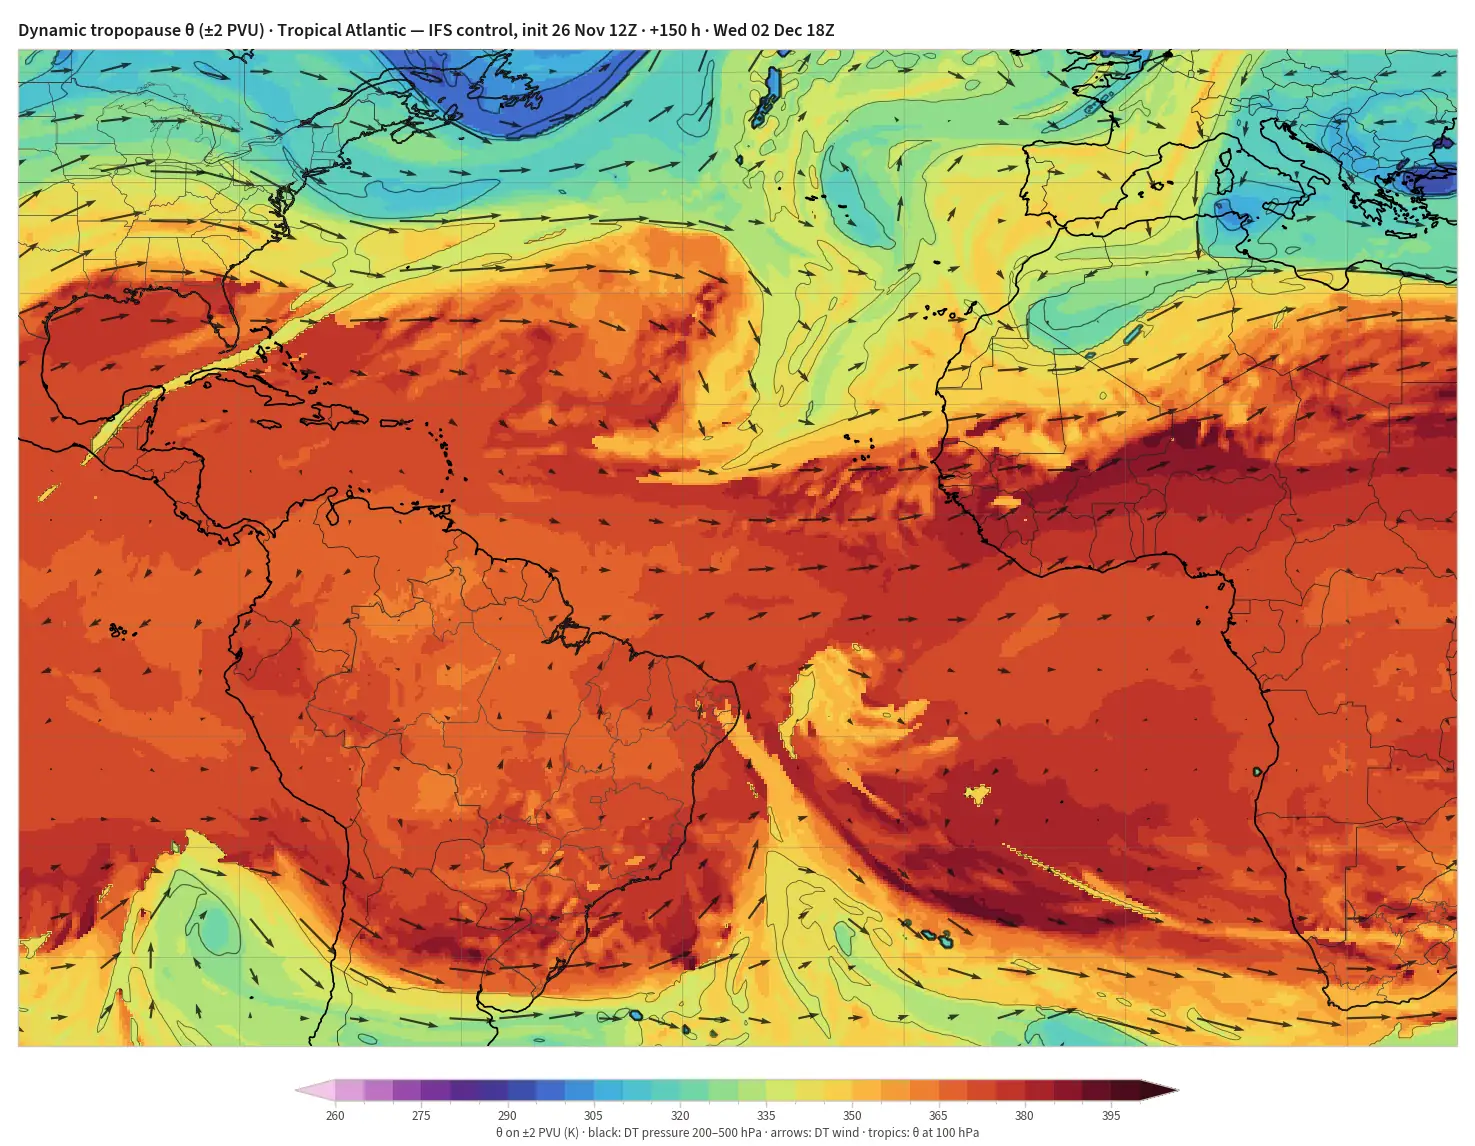 Dynamic tropopause θ (±2 PVU) · Tropical Atlantic — IFS control, init 26 Nov 12Z · +150 h · Wed 02 Dec 18Z
260 275 290 305 320 335 350 365 380 395
θ on ±2 PVU (K) · black: DT pressure 200–500 hPa · arrows: DT wind · tropics: θ at 100 hPa